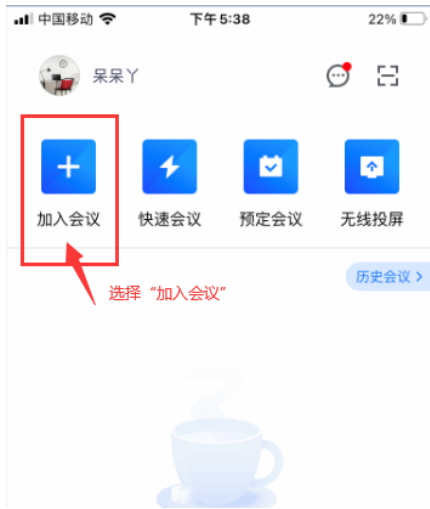 中国移动 下午5:38 22%
呆呆丫
加入会议 快速会议 预定会议 无线投屏
历史会议 >
选择“加入会议”